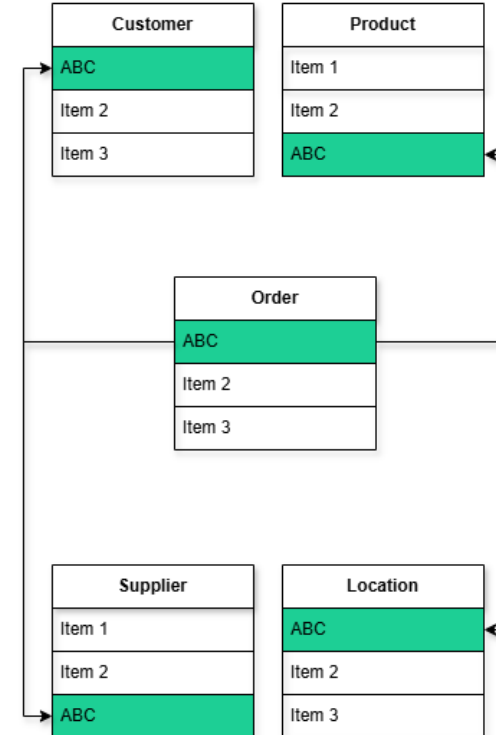 Customer
ABC
Item 2
Item 3
Product
Item 1
Item 2
ABC
Order
ABC
Item 2
Item 3
Supplier
Item 1
Item 2
ABC
Location
ABC
Item 2
Item 3